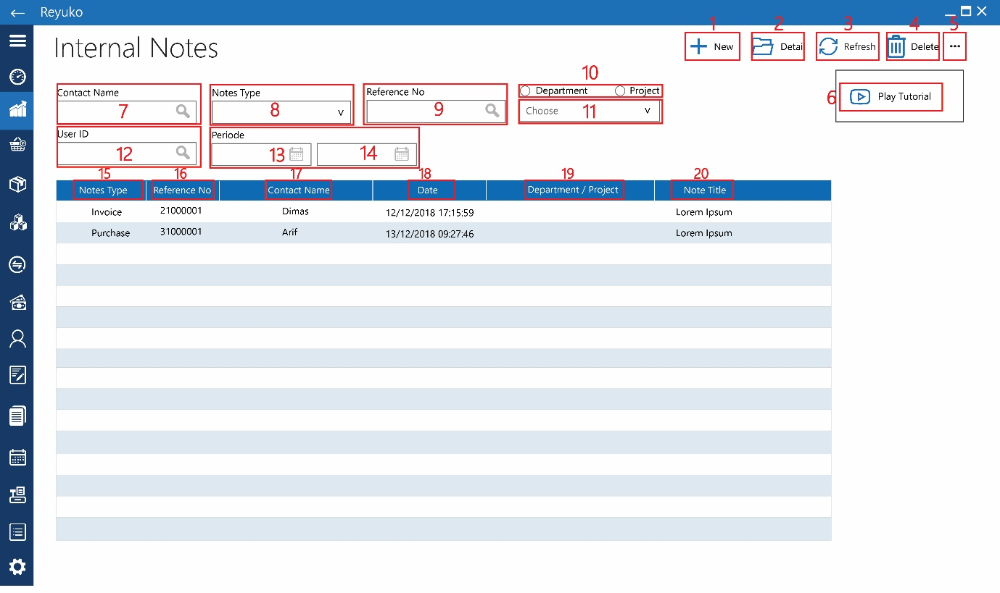 Reyuko
Internal Notes
1 2 3 4 5
New Detai Refresh Delete ...
6 Play Tutorial
10
Contact Name Notes Type Reference No Department Project
7 8 v 9 Choose 11 v
User ID Periode
12 13 14
15 16 17 18 19 20
Notes Type Reference No Contact Name Date Department / Project Note Title
Invoice 21000001 Dimas 12/12/2018 17:15:59 Lorem Ipsum
Purchase 31000001 Arif 13/12/2018 09:27:46 Lorem Ipsum